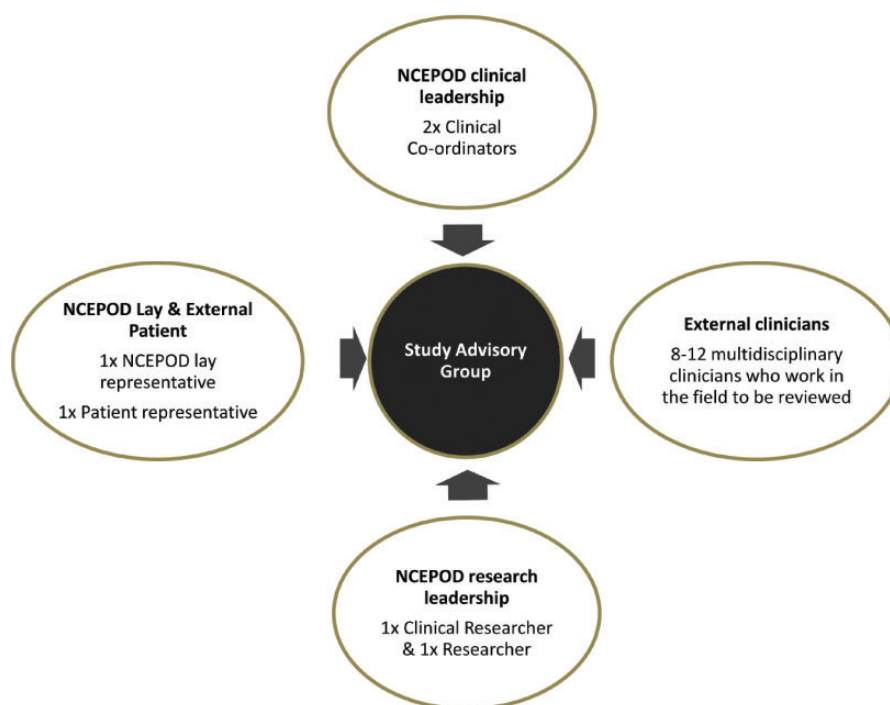 NCEPOD clinical
leadership
2x Clinical
Co-ordinators
NCEPOD Lay & External
Patient
1x NCEPOD lay
representative
1x Patient representative
Study Advisory
Group
External clinicians
8-12 multidisciplinary
clinicians who work in
the field to be reviewed
NCEPOD research
leadership
1x Clinical Researcher
& 1x Researcher